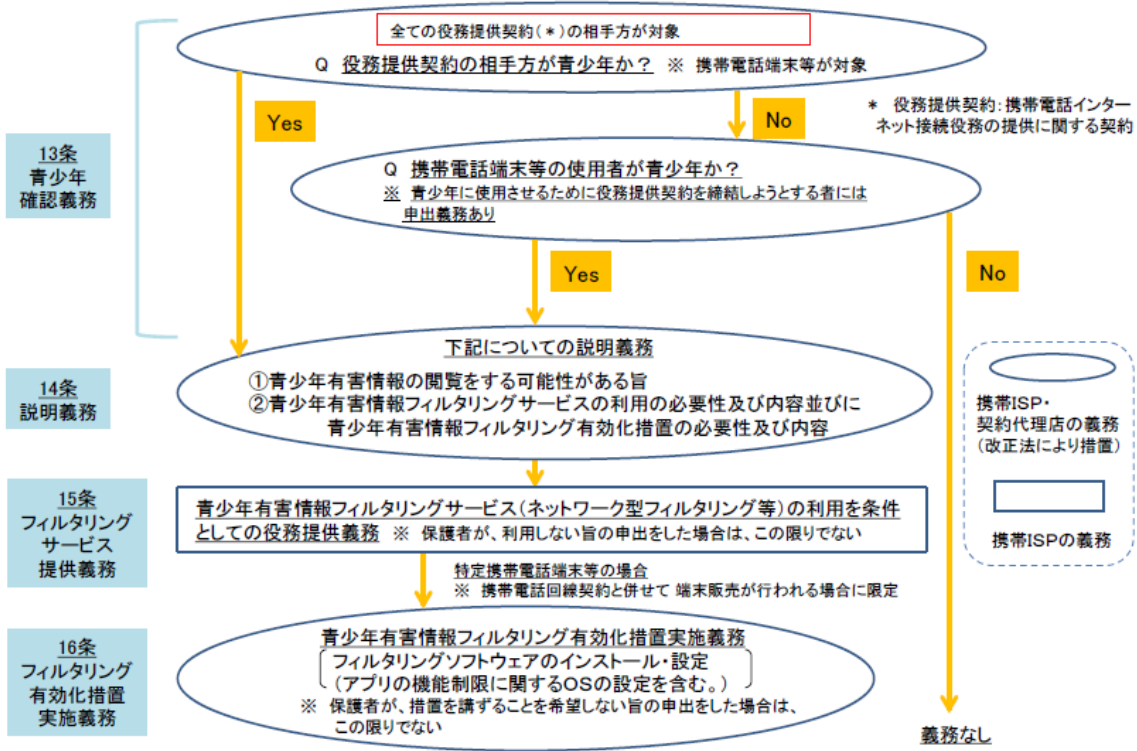 全ての役務提供契約(*)の相手方が対象
Q 役務提供契約の相手方が青少年か? ※ 携帯電話端末等が対象
Yes
No
* 役務提供契約:携帯電話インター
ネット接続役務の提供に関する契約
13条
青少年
確認義務
Q 携帯電話端末等の使用者が青少年か?
※ 青少年に使用させるために役務提供契約を締結しようとする者には
申出義務あり
Yes
No
14条
説明義務
下記についての説明義務
①青少年有害情報の閲覧をする可能性がある旨
②青少年有害情報フィルタリングサービスの利用の必要性及び内容並びに
青少年有害情報フィルタリング有効化措置の必要性及び内容
携帯ISP・
契約代理店の義務
(改正法により措置)
携帯ISPの義務
15条
フィルタリング
サービス
提供義務
青少年有害情報フィルタリングサービス(ネットワーク型フィルタリング等)の利用を条件
としての役務提供義務 ※ 保護者が、利用しない旨の申出をした場合は、この限りでない
特定携帯電話端末等の場合
※ 携帯電話回線契約と併せて 端末販売が行われる場合に限定
16条
フィルタリング
有効化措置
実施義務
青少年有害情報フィルタリング有効化措置実施義務
フィルタリングソフトウェアのインストール・設定
(アプリの機能制限に関するOSの設定を含む。)
※ 保護者が、措置を講ずることを希望しない旨の申出をした場合は、
この限りでない
義務なし